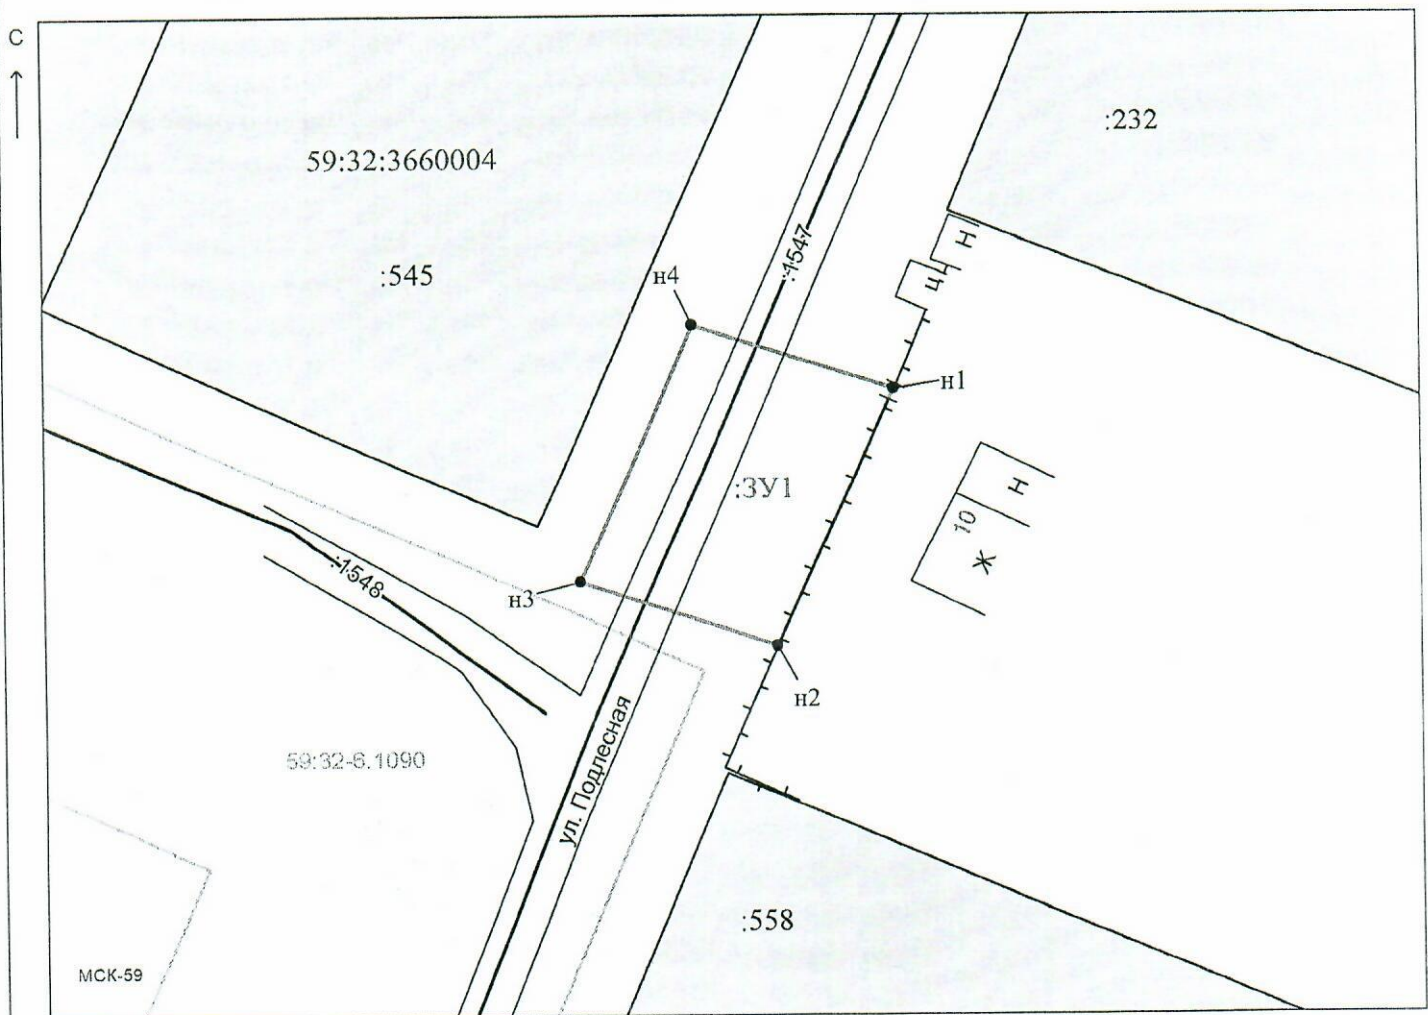 С
:232
59:32:3660004
Н
:1547
:545
н4
Ц
н1
:ЗУ1
Н
10
Ж
:1548
н3
н2
ул. Подлесная
59:32-6.1090
:558
МСК-59